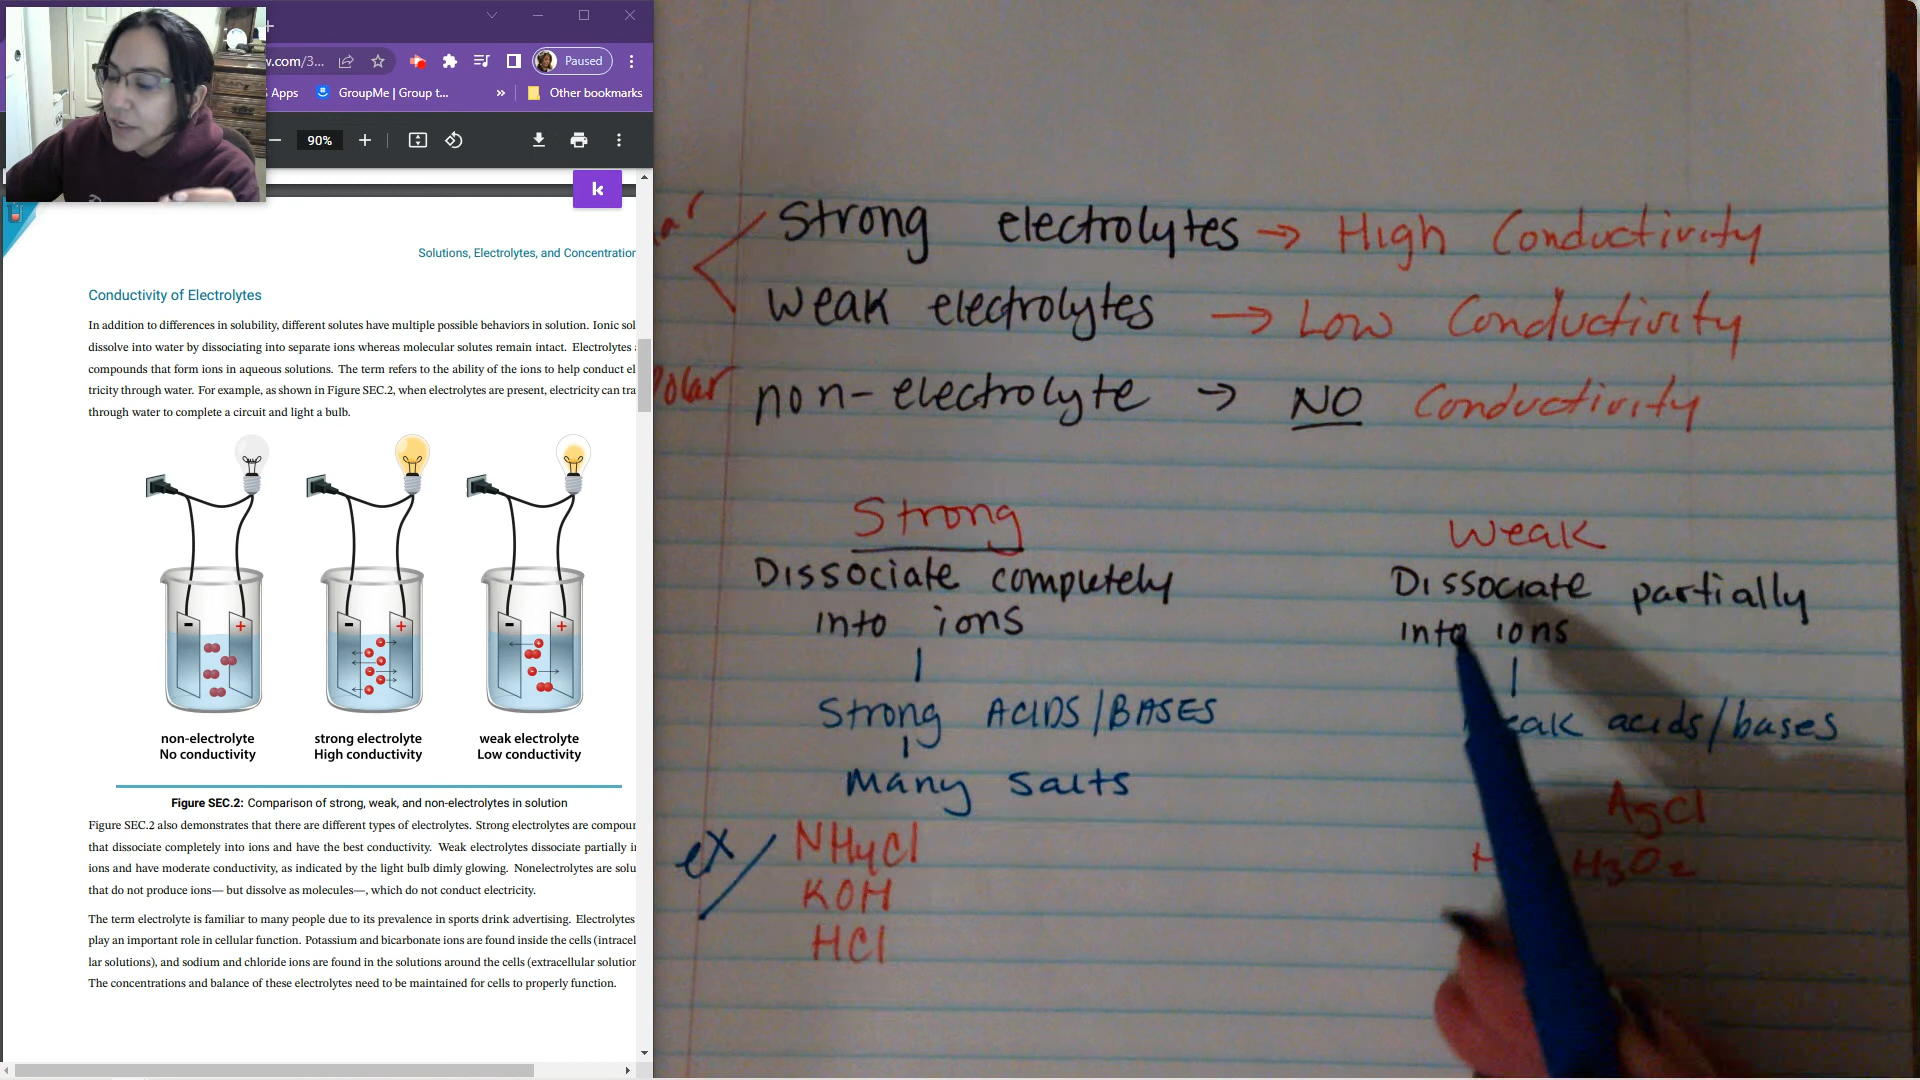 w.com/3...
Paused
Apps
GroupMe | Group t...
»
Other bookmarks
90%
k
Solutions, Electrolytes, and Concentration
Conductivity of Electrolytes
In addition to differences in solubility, different solutes have multiple possible behaviors in solution. Ionic sol
dissolve into water by dissociating into separate ions whereas molecular solutes remain intact. Electrolytes
compounds that form ions in aqueous solutions. The term refers to the ability of the ions to help conduct el
tricity through water. For example, as shown in Figure SEC.2, when electrolytes are present, electricity can tra
through water to complete a circuit and light a bulb.
- + - + - +
non-electrolyte strong electrolyte weak electrolyte
No conductivity High conductivity Low conductivity
Figure SEC.2: Comparison of strong, weak, and non-electrolytes in solution
Figure SEC.2 also demonstrates that there are different types of electrolytes. Strong electrolytes are compoun
that dissociate completely into ions and have the best conductivity. Weak electrolytes dissociate partially in
ions and have moderate conductivity, as indicated by the light bulb dimly glowing. Nonelectrolytes are solu
that do not produce ions— but dissolve as molecules—, which do not conduct electricity.
The term electrolyte is familiar to many people due to its prevalence in sports drink advertising. Electrolytes
play an important role in cellular function. Potassium and bicarbonate ions are found inside the cells (intracel
lar solutions), and sodium and chloride ions are found in the solutions around the cells (extracellular solution
The concentrations and balance of these electrolytes need to be maintained for cells to properly function.
Strong electrolytes → High Conductivity
weak electrolytes → Low Conductivity
polar non-electrolyte → NO Conductivity
Strong
Dissociate completely
into ions
Strong ACIDS/BASES
Many Salts
ex/ NH4Cl
KOH
HCl
Weak
Dissociate partially
into ions
eak acids/bases
AgCl
H3O2